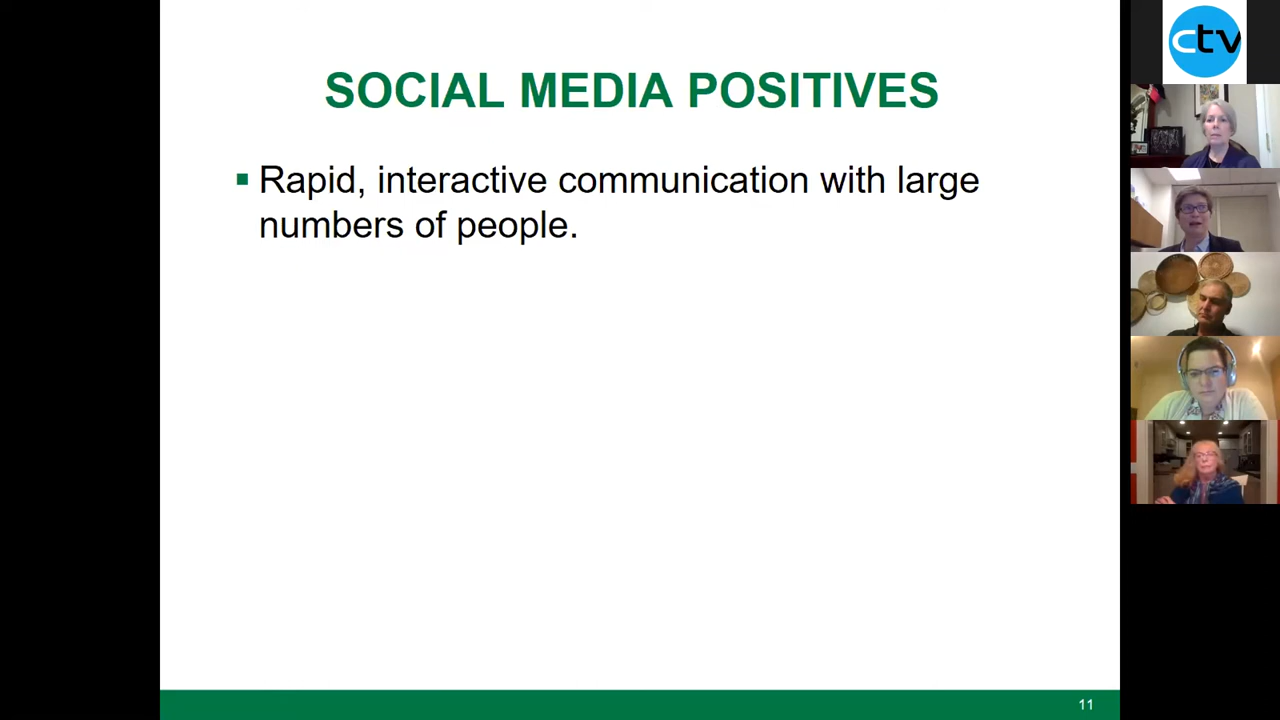 SOCIAL MEDIA POSITIVES
Rapid, interactive communication with large
numbers of people.
11
ctv